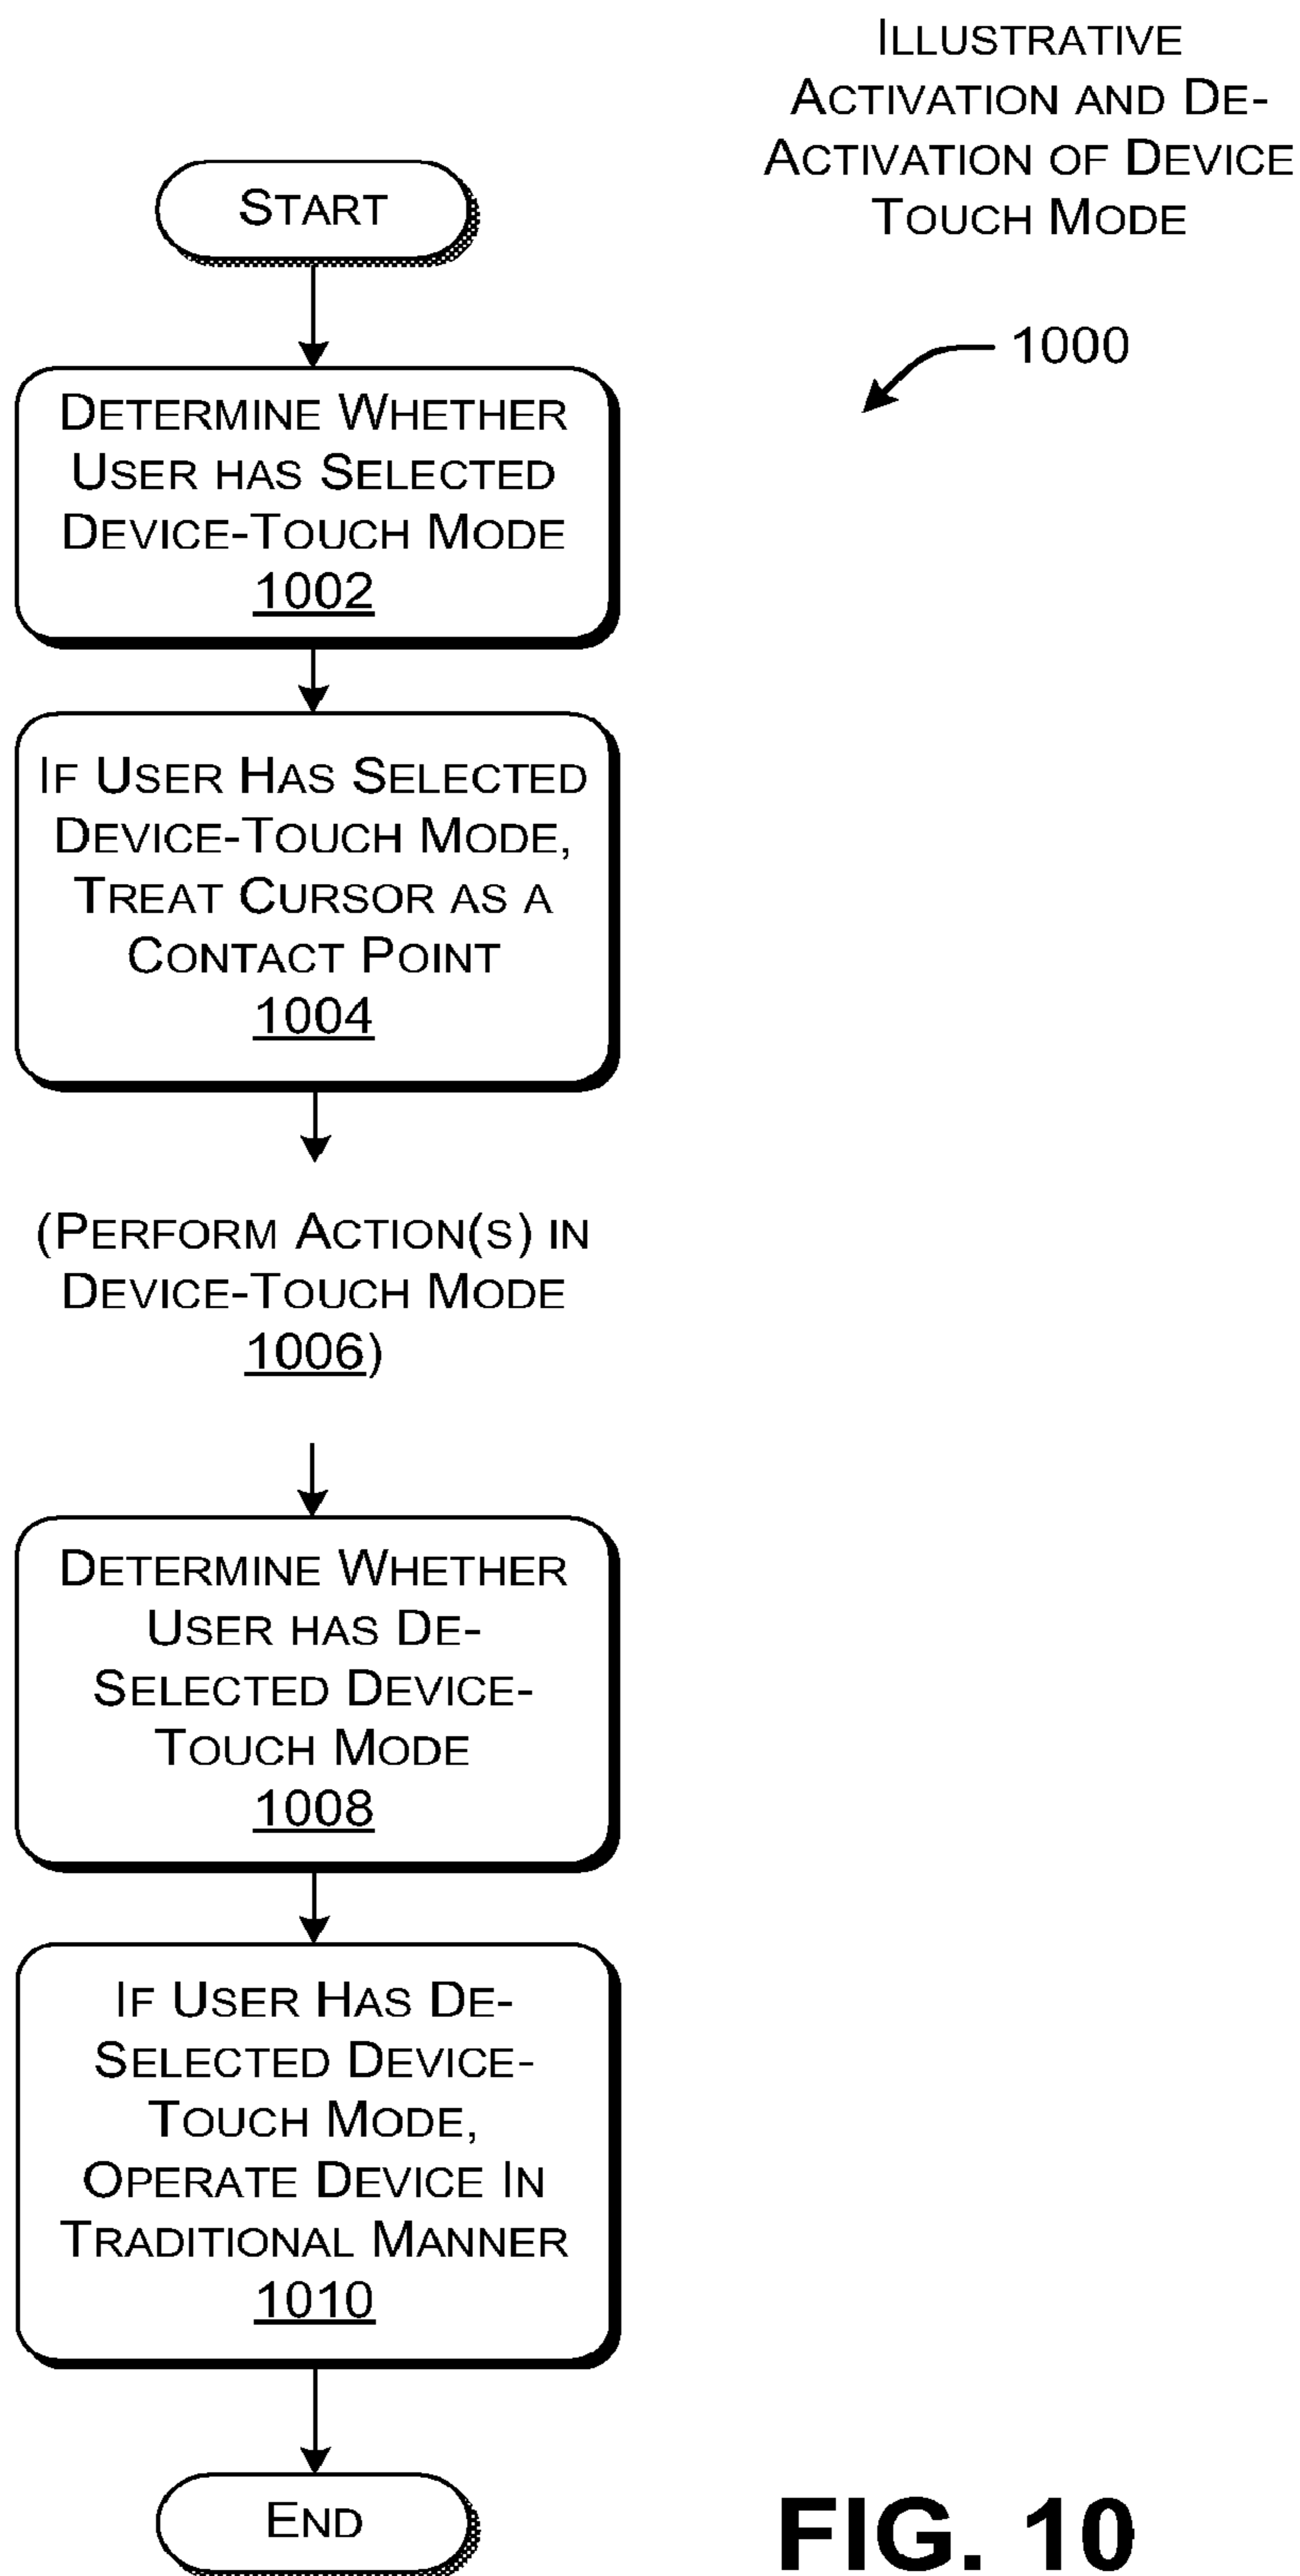 ILLUSTRATIVE
ACTIVATION AND DE-
ACTIVATION OF DEVICE
TOUCH MODE
1000
START
DETERMINE WHETHER
USER HAS SELECTED
DEVICE-TOUCH MODE
1002
IF USER HAS SELECTED
DEVICE-TOUCH MODE,
TREAT CURSOR AS A
CONTACT POINT
1004
(PERFORM ACTION(S) IN
DEVICE-TOUCH MODE
1006)
DETERMINE WHETHER
USER HAS DE-
SELECTED DEVICE-
TOUCH MODE
1008
IF USER HAS DE-
SELECTED DEVICE-
TOUCH MODE,
OPERATE DEVICE IN
TRADITIONAL MANNER
1010
END
FIG. 10